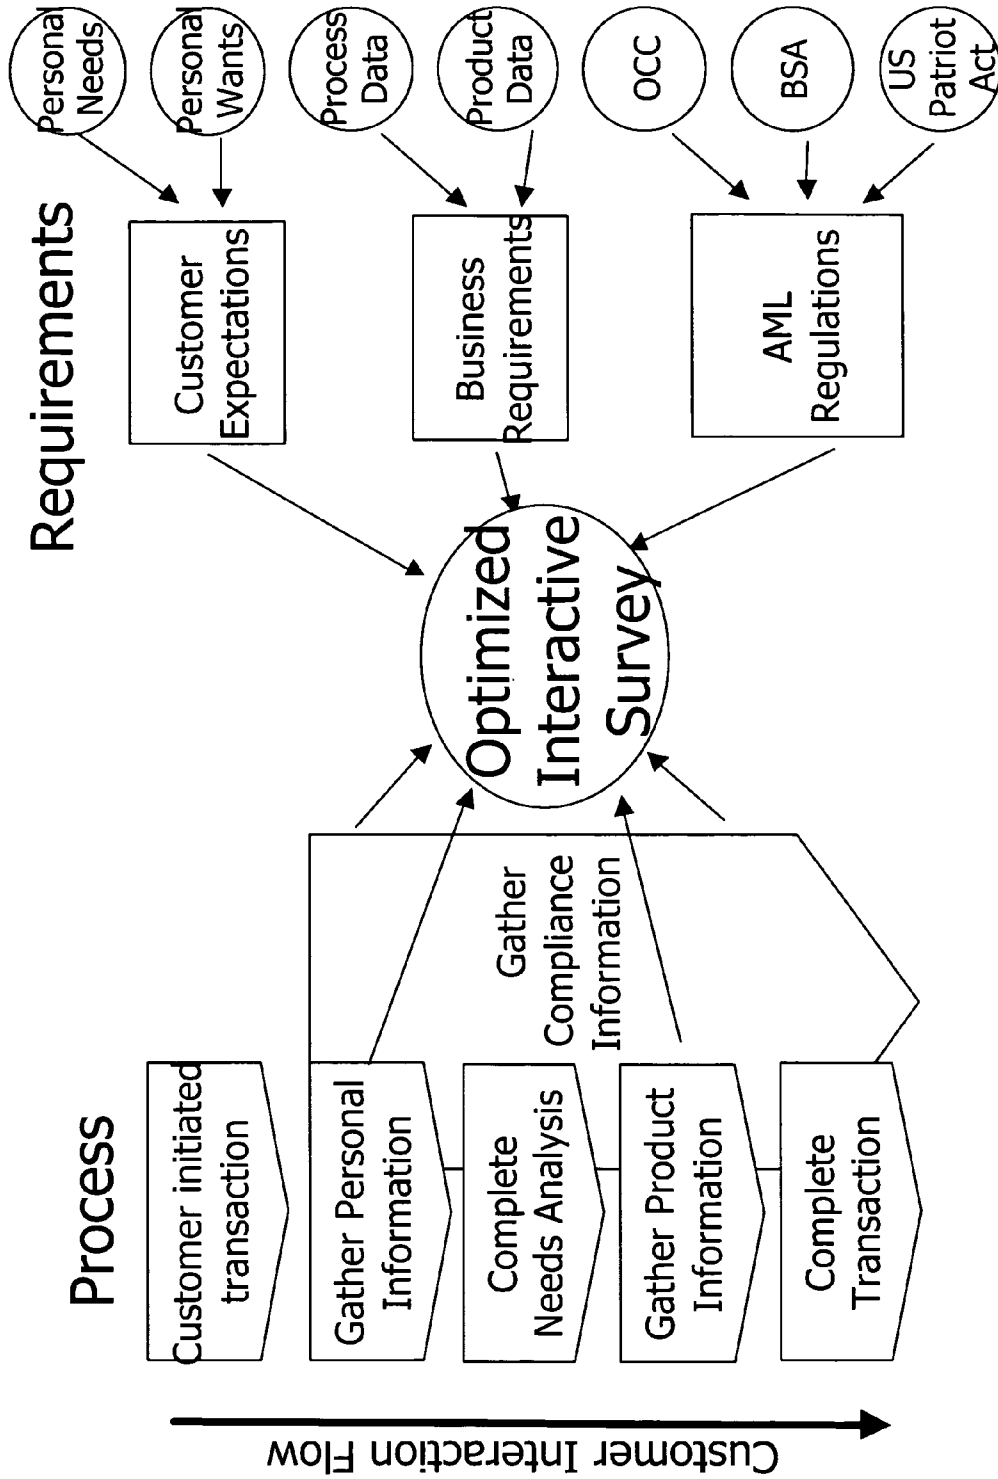 Process
Requirements
Customer Interaction Flow
Customer initiated
transaction
Gather Personal
Information
Complete
Needs Analysis
Gather Product
Information
Complete
Transaction
Gather
Compliance
Information
Optimized
Interactive
Survey
Customer
Expectations
Business
Requirements
AML
Regulations
Personal
Needs
Personal
Wants
Process
Data
Product
Data
OCC
BSA
US
Patriot
Act